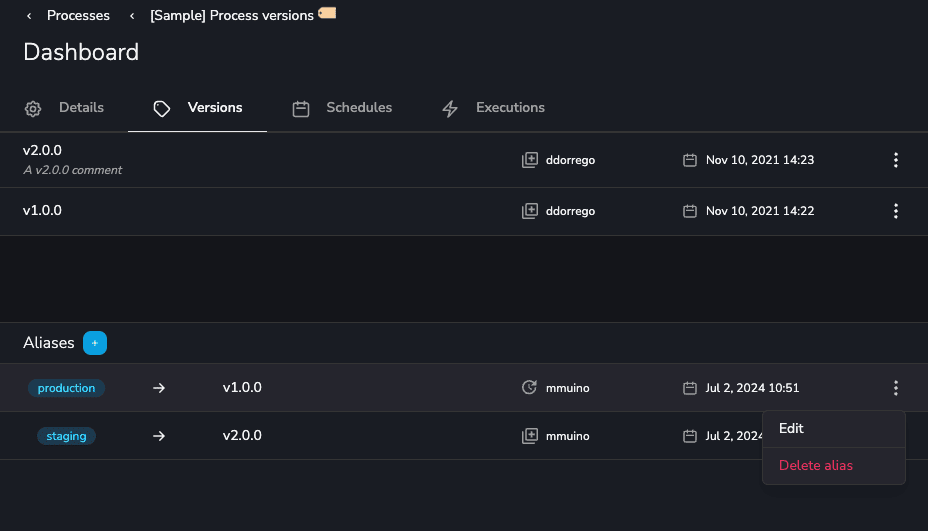 ‹ Processes ‹ [Sample] Process versions
Dashboard
Details Versions Schedules Executions
v2.0.0 ddorrego Nov 10, 2021 14:23
A v2.0.0 comment
v1.0.0 ddorrego Nov 10, 2021 14:22
Aliases +
production → v1.0.0 mmuino Jul 2, 2024 10:51
staging → v2.0.0 mmuino Jul 2, 2024
Edit
Delete alias